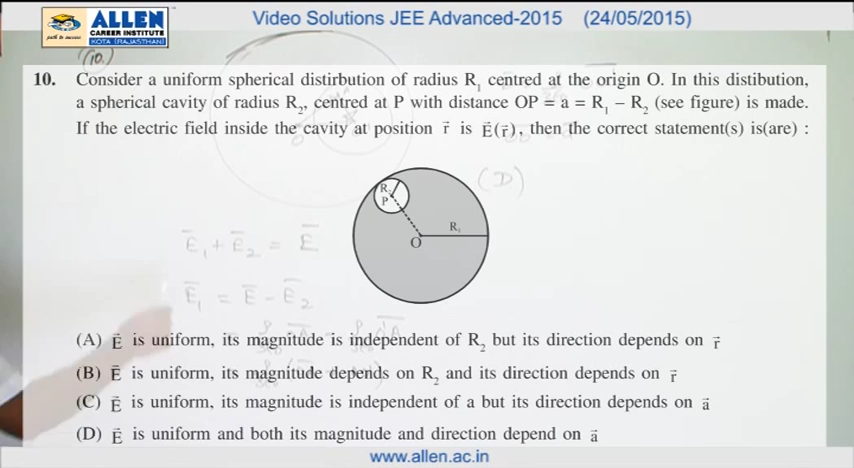 ALLEN
CAREER INSTITUTE
KOTA (RAJASTHAN)
path to success
Video Solutions JEE Advanced-2015 (24/05/2015)
(10.
10. Consider a uniform spherical distirbution of radius R₁ centred at the origin O. In this distibution,
a spherical cavity of radius R₂, centred at P with distance OP = a = R₁ – R₂ (see figure) is made.
If the electric field inside the cavity at position r⃗ is E⃗(r⃗), then the correct statement(s) is(are) :
(D)
R₂
P
R₁
O
E̅₁ + E̅₂ = E̅
E̅₁ = E̅ - E̅₂
(A) E⃗ is uniform, its magnitude is independent of R₂ but its direction depends on r⃗
(B) E⃗ is uniform, its magnitude depends on R₂ and its direction depends on r⃗
(C) E⃗ is uniform, its magnitude is independent of a but its direction depends on a⃗
(D) E⃗ is uniform and both its magnitude and direction depend on a⃗
www.allen.ac.in